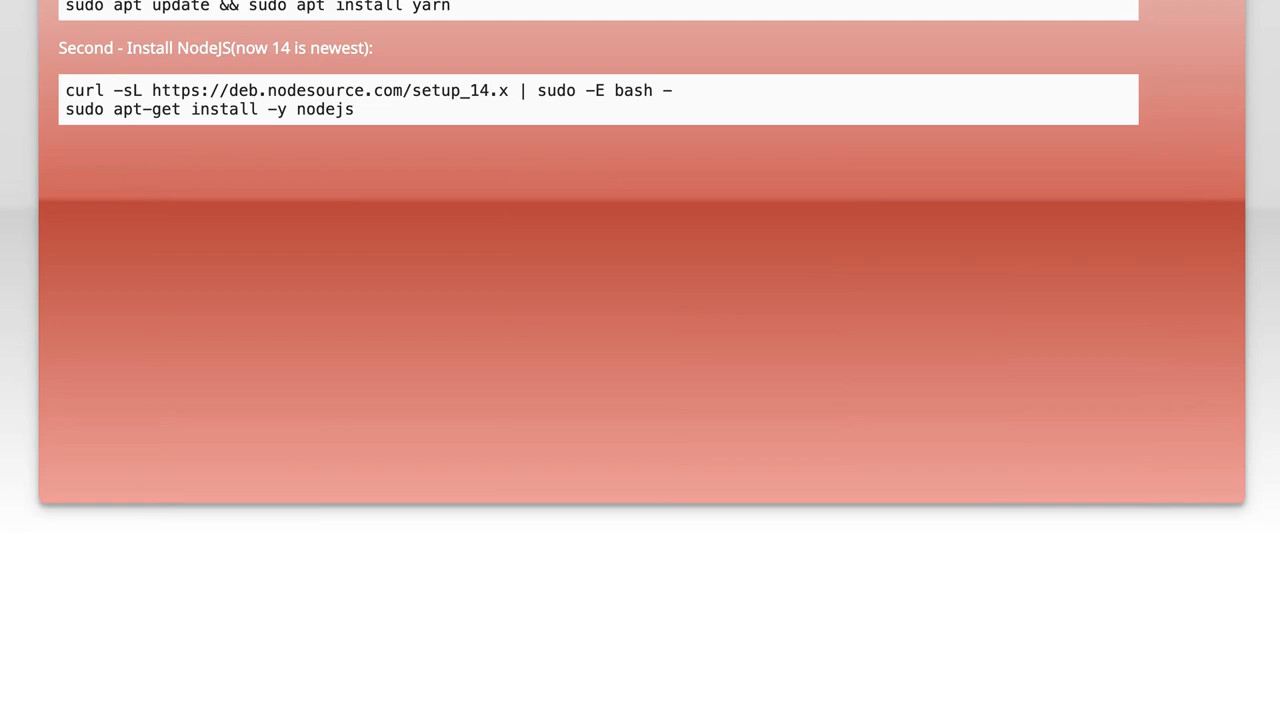 sudo apt update && sudo apt install yarn
Second - Install NodeJS(now 14 is newest):
curl -sL https://deb.nodesource.com/setup_14.x | sudo -E bash -
sudo apt-get install -y nodejs